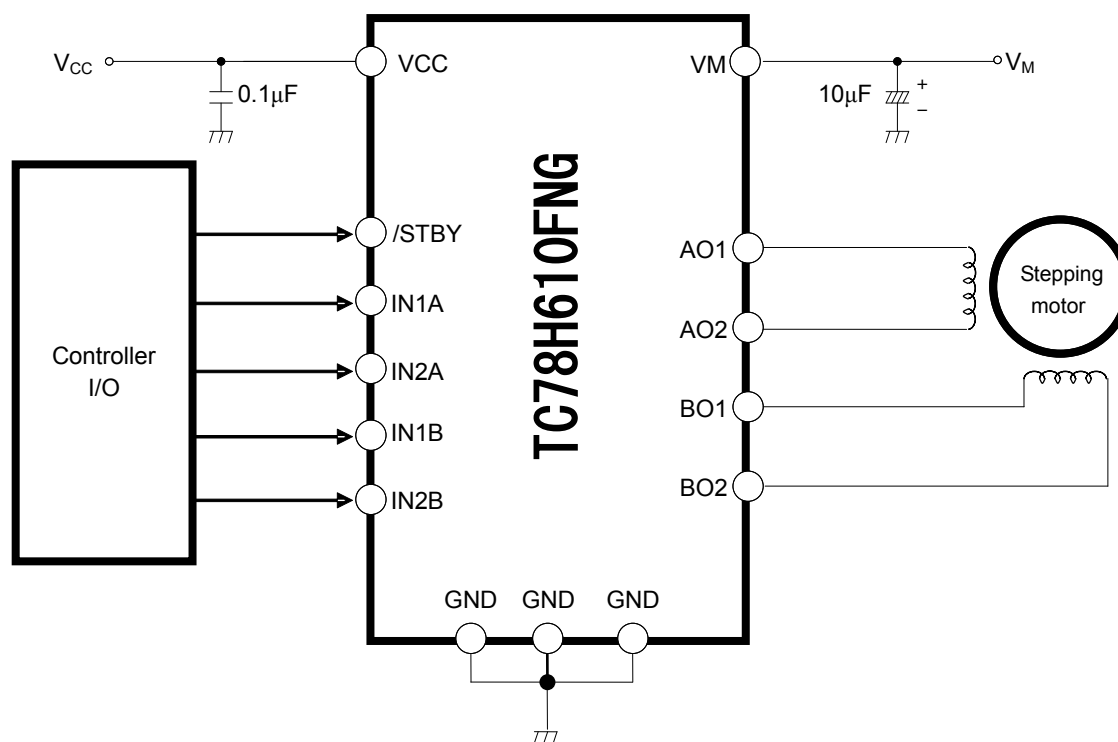 VCC
VCC
VM
VM
0.1μF
10μF
+
−
TC78H610FNG
/STBY
IN1A
IN2A
IN1B
IN2B
Controller
I/O
AO1
AO2
BO1
BO2
Stepping
motor
GND GND GND